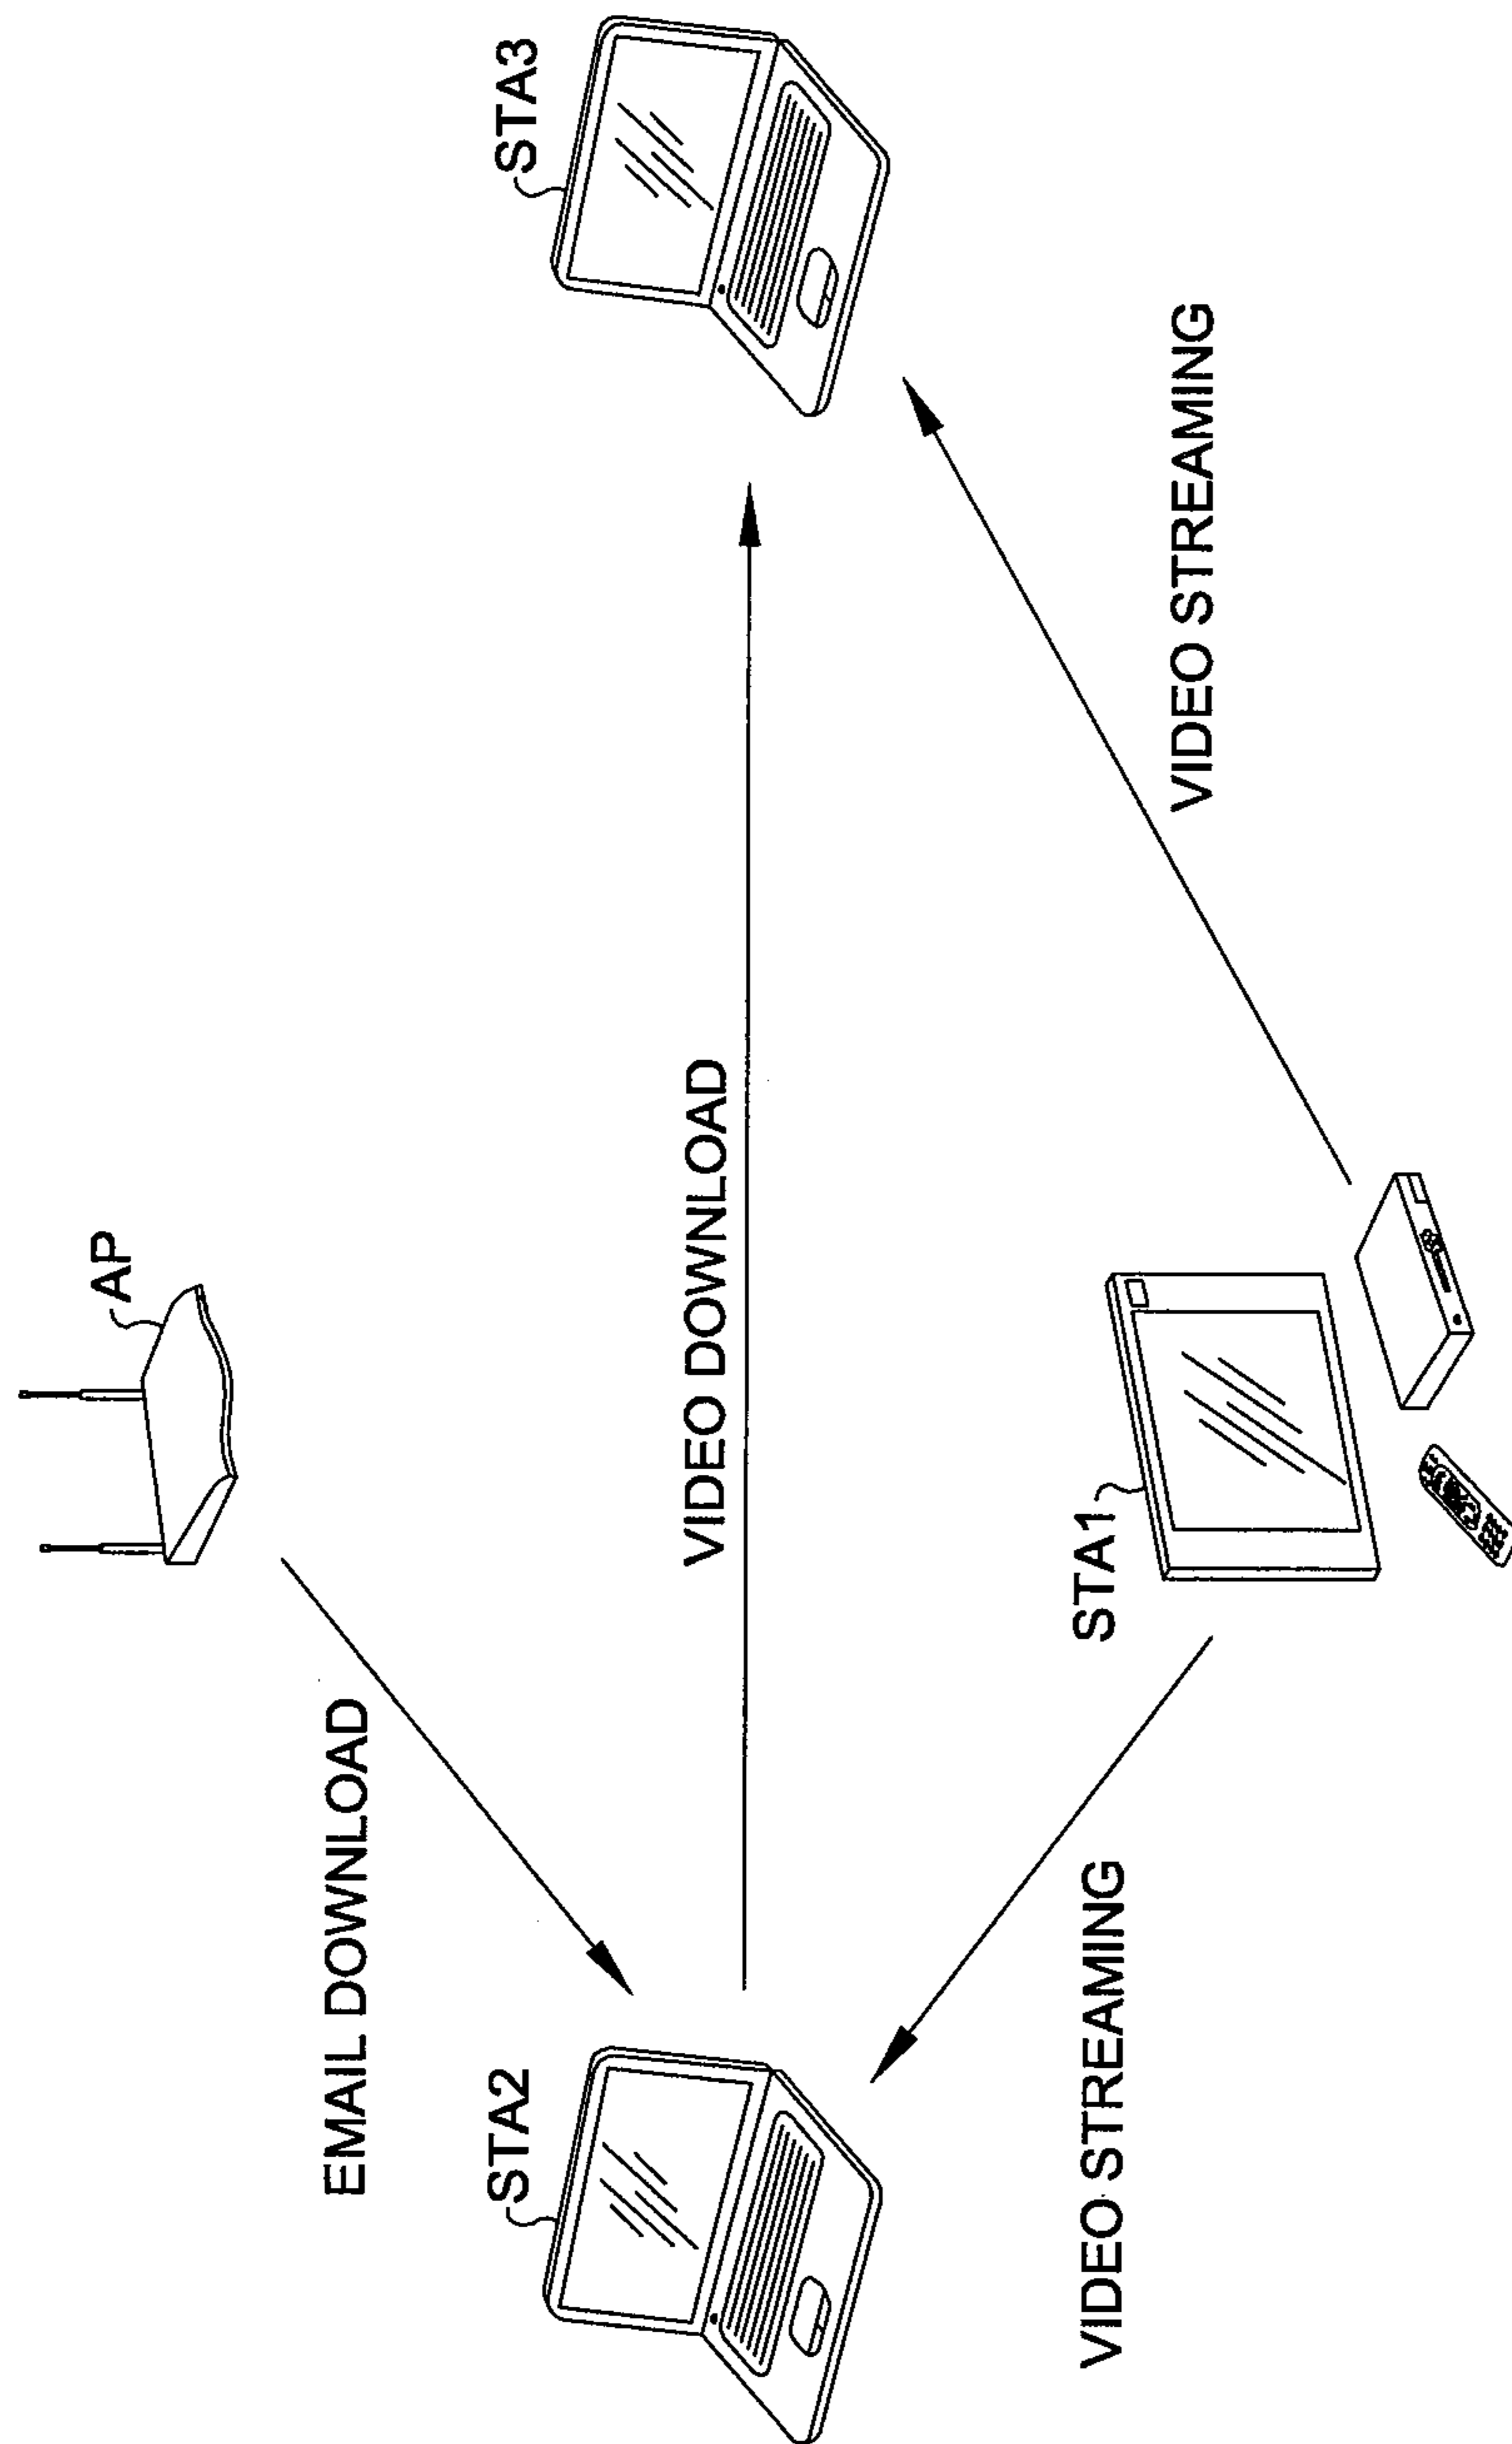 AP
EMAIL DOWNLOAD
STA2
STA3
VIDEO DOWNLOAD
STA1
VIDEO STREAMING
VIDEO STREAMING